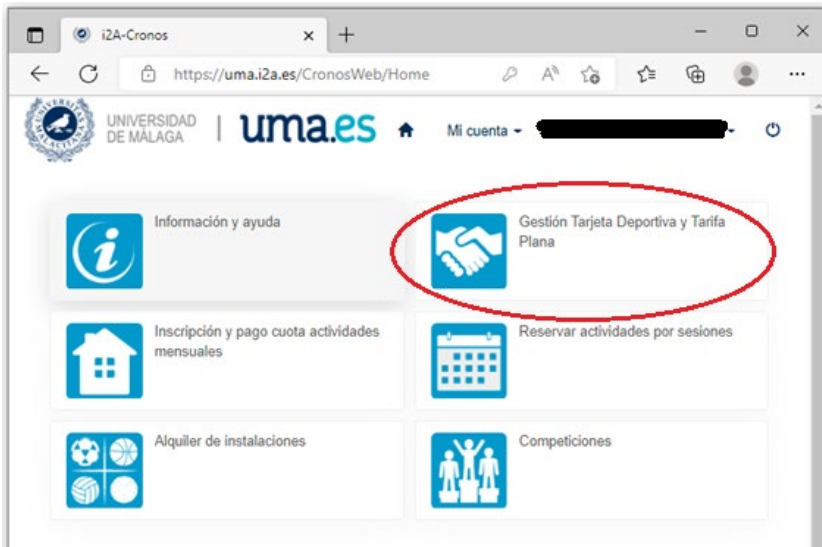 i2A-Cronos
https://uma.i2a.es/CronosWeb/Home
UNIVERSIDAD
DE MÁLAGA
uma.es
Mi cuenta
Información y ayuda
Gestión Tarjeta Deportiva y Tarifa
Plana
Inscripción y pago cuota actividades
mensuales
Reservar actividades por sesiones
Alquiler de instalaciones
Competiciones